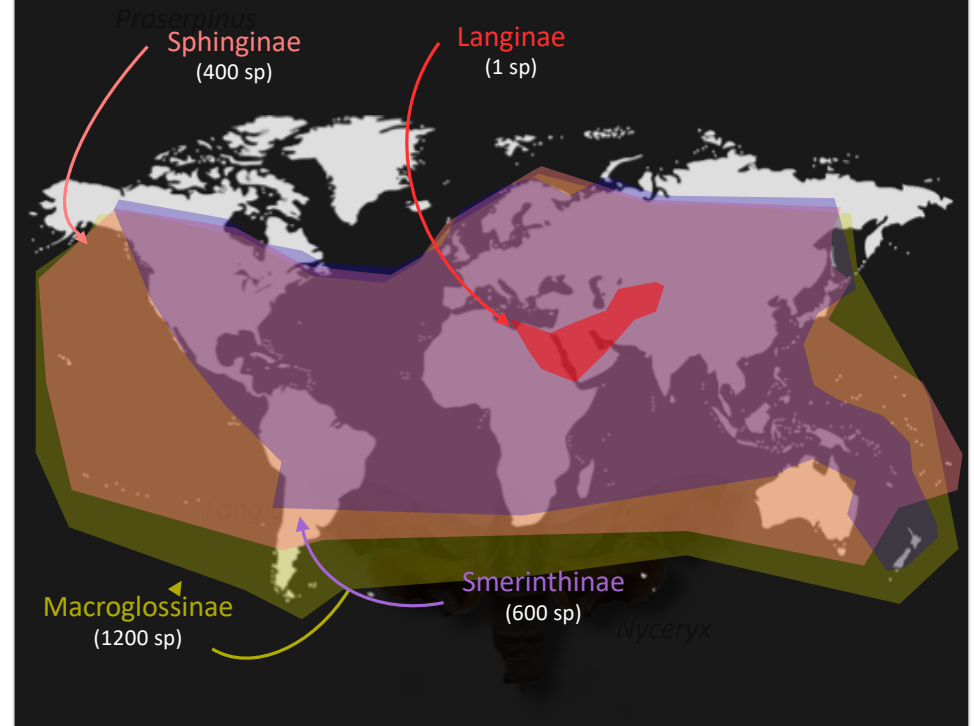 Proserpinus
Sphinginae
(400 sp)
Langinae
(1 sp)
Smerinthinae
(600 sp)
Macroglossinae
(1200 sp)
Nyceryx